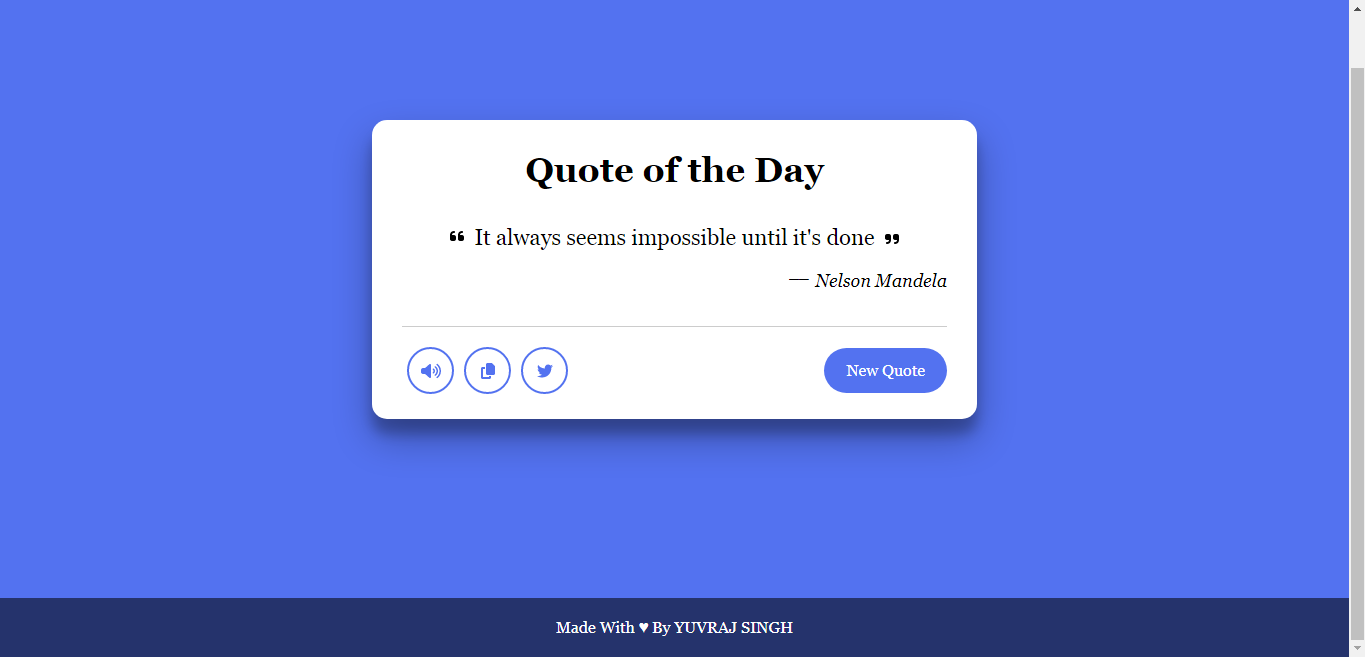 Quote of the Day
❝ It always seems impossible until it's done ❞
— Nelson Mandela
New Quote
Made With ♥ By YUVRAJ SINGH